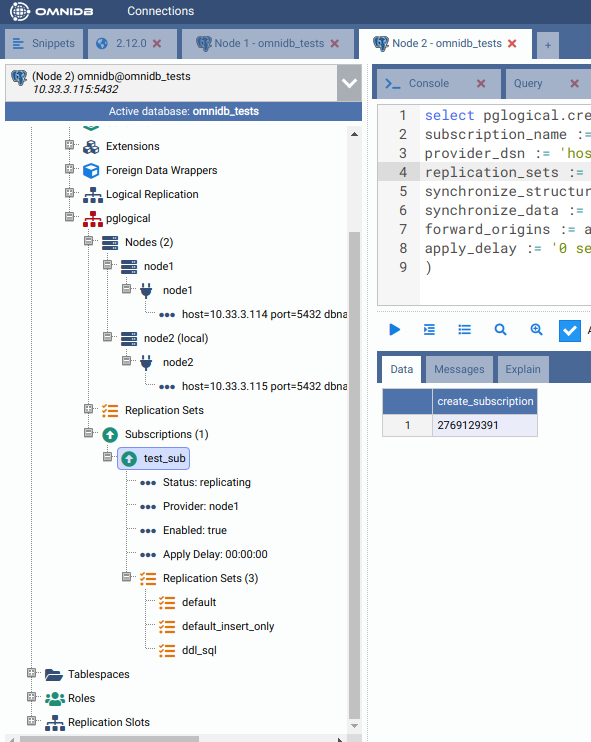 OMNIDB Connections
Snippets 2.12.0 Node 1 - omnidb_tests Node 2 - omnidb_tests +
(Node 2) omnidb@omnidb_tests
10.33.3.115:5432
Active database: omnidb_tests
Extensions
Foreign Data Wrappers
Logical Replication
pglogical
Nodes (2)
node1
node1
host=10.33.3.114 port=5432 dbna
node2 (local)
node2
host=10.33.3.115 port=5432 dbna
Replication Sets
Subscriptions (1)
test_sub
Status: replicating
Provider: node1
Enabled: true
Apply Delay: 00:00:00
Replication Sets (3)
default
default_insert_only
ddl_sql
Tablespaces
Roles
Replication Slots
Console Query
1 select pglogical.cre
2 subscription_name :=
3 provider_dsn := 'hos
4 replication_sets :=
5 synchronize_structur
6 synchronize_data :=
7 forward_origins := a
8 apply_delay := '0 se
9 )
Data Messages Explain
create_subscription
1 2769129391